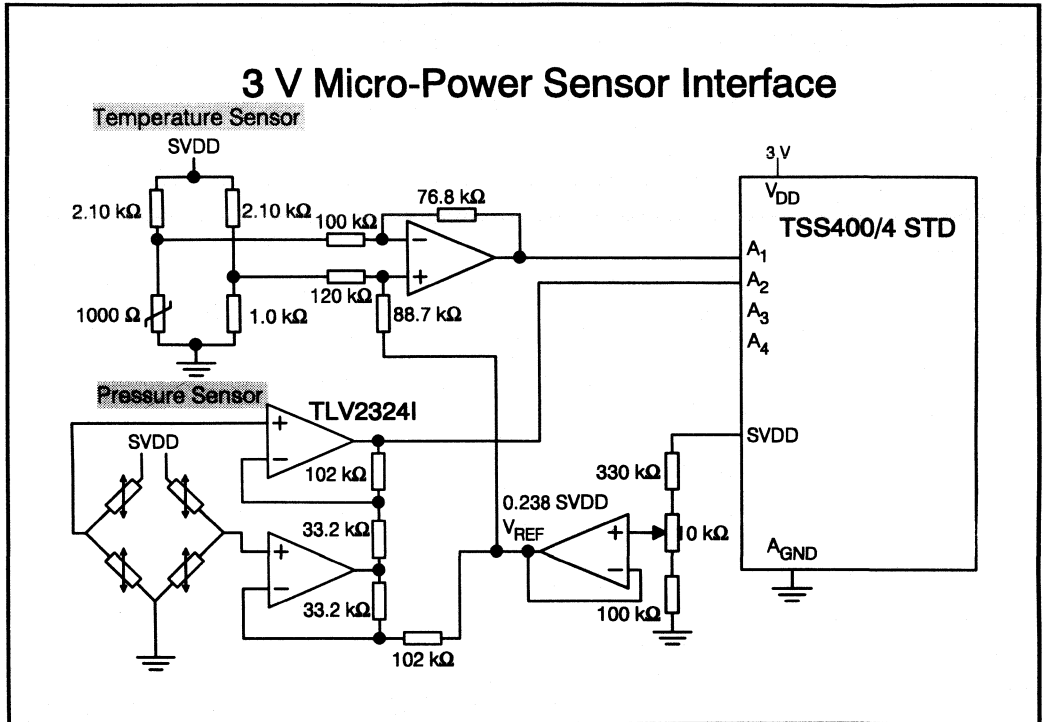 3 V Micro-Power Sensor Interface
Temperature Sensor
SVDD
2.10 kΩ
2.10 kΩ
100 kΩ
76.8 kΩ
120 kΩ
88.7 kΩ
1000 Ω
1.0 kΩ
3 V
VDD
TSS400/4 STD
A1
A2
A3
A4
SVDD
AGND
Pressure Sensor
TLV2324I
SVDD
102 kΩ
33.2 kΩ
33.2 kΩ
102 kΩ
0.238 SVDD
VREF
330 kΩ
10 kΩ
100 kΩ